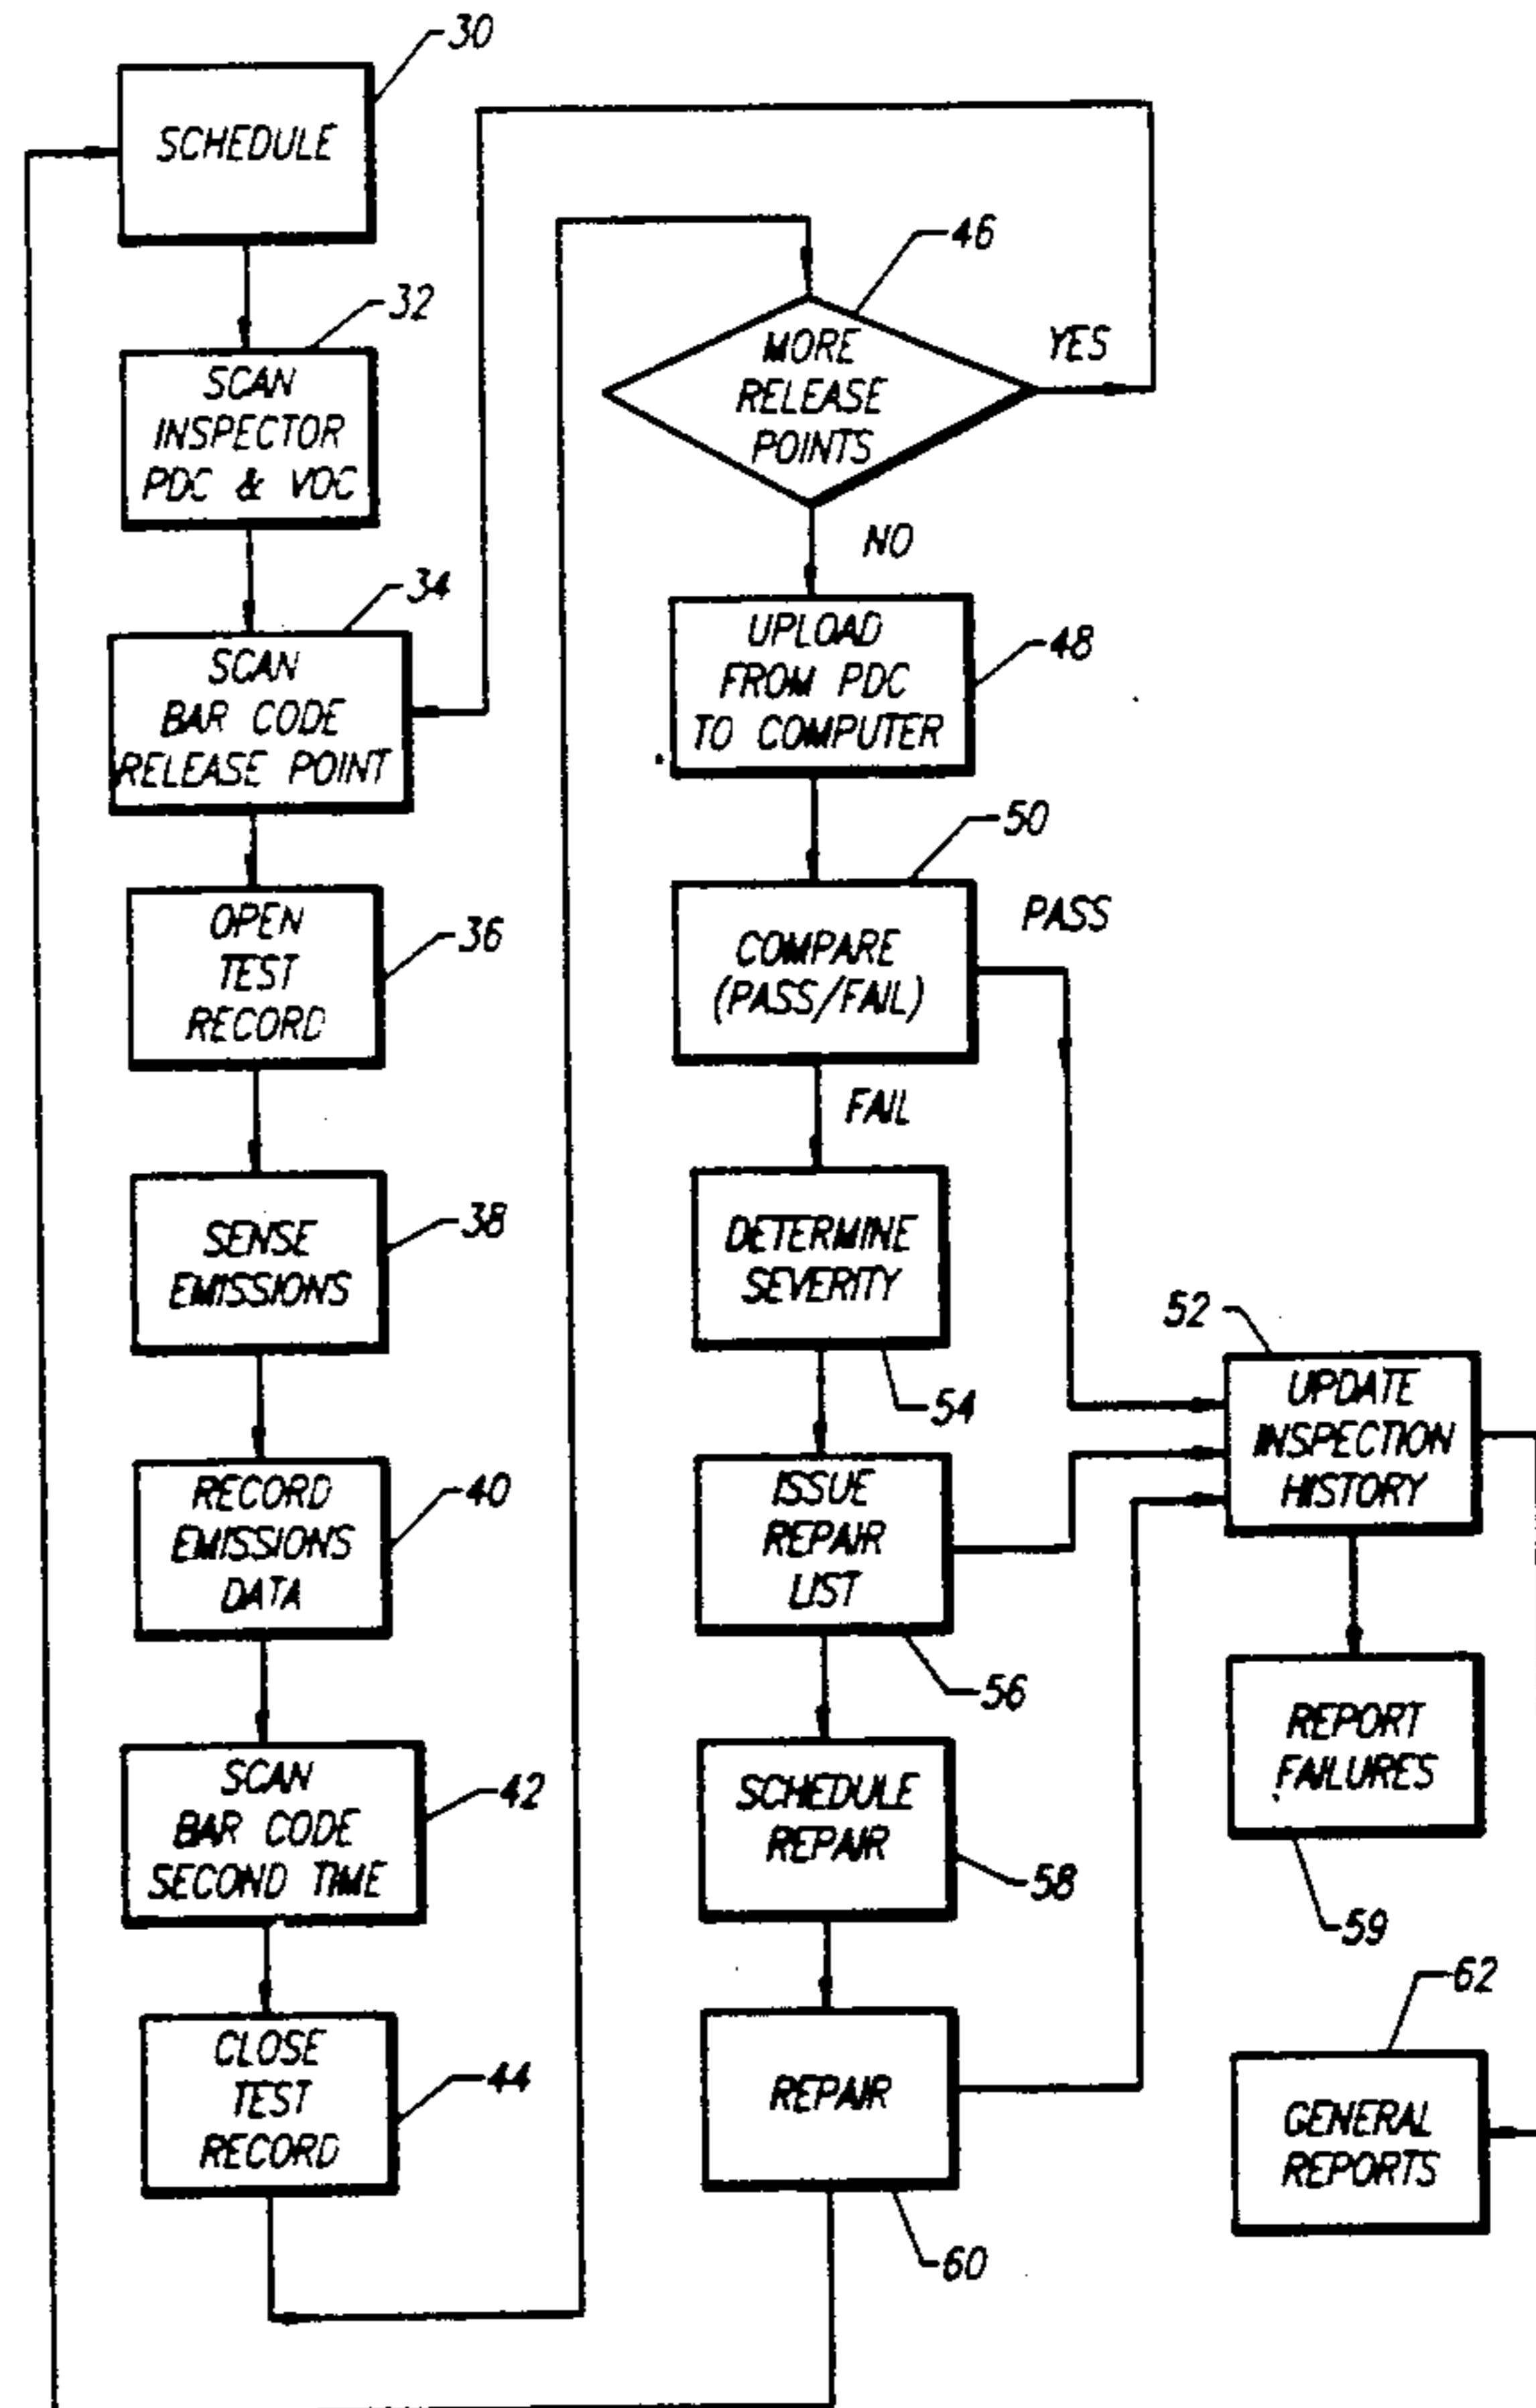 30
SCHEDULE
32
SCAN
INSPECTOR
PDC & VOC
34
SCAN
BAR CODE
RELEASE POINT
36
OPEN
TEST
RECORD
38
SENSE
EMISSIONS
40
RECORD
EMISSIONS
DATA
42
SCAN
BAR CODE
SECOND TIME
44
CLOSE
TEST
RECORD
46
MORE
RELEASE
POINTS
YES
NO
48
UPLOAD
FROM PDC
TO COMPUTER
50
COMPARE
(PASS/FAIL)
PASS
FAIL
DETERMINE
SEVERITY
54
ISSUE
REPAIR
LIST
56
SCHEDULE
REPAIR
58
REPAIR
60
52
UPDATE
INSPECTION
HISTORY
REPORT
FAILURES
59
62
GENERAL
REPORTS